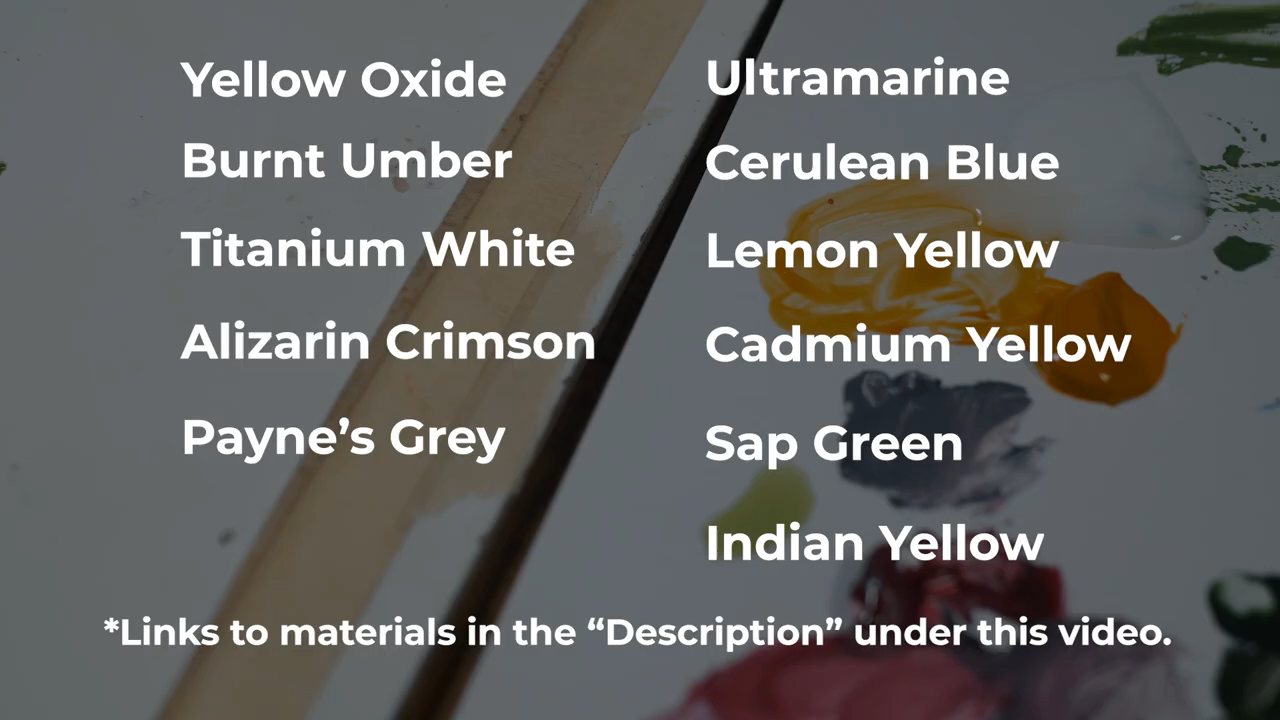 Yellow Oxide
Burnt Umber
Titanium White
Alizarin Crimson
Payne’s Grey
Ultramarine
Cerulean Blue
Lemon Yellow
Cadmium Yellow
Sap Green
Indian Yellow
*Links to materials in the “Description” under this video.